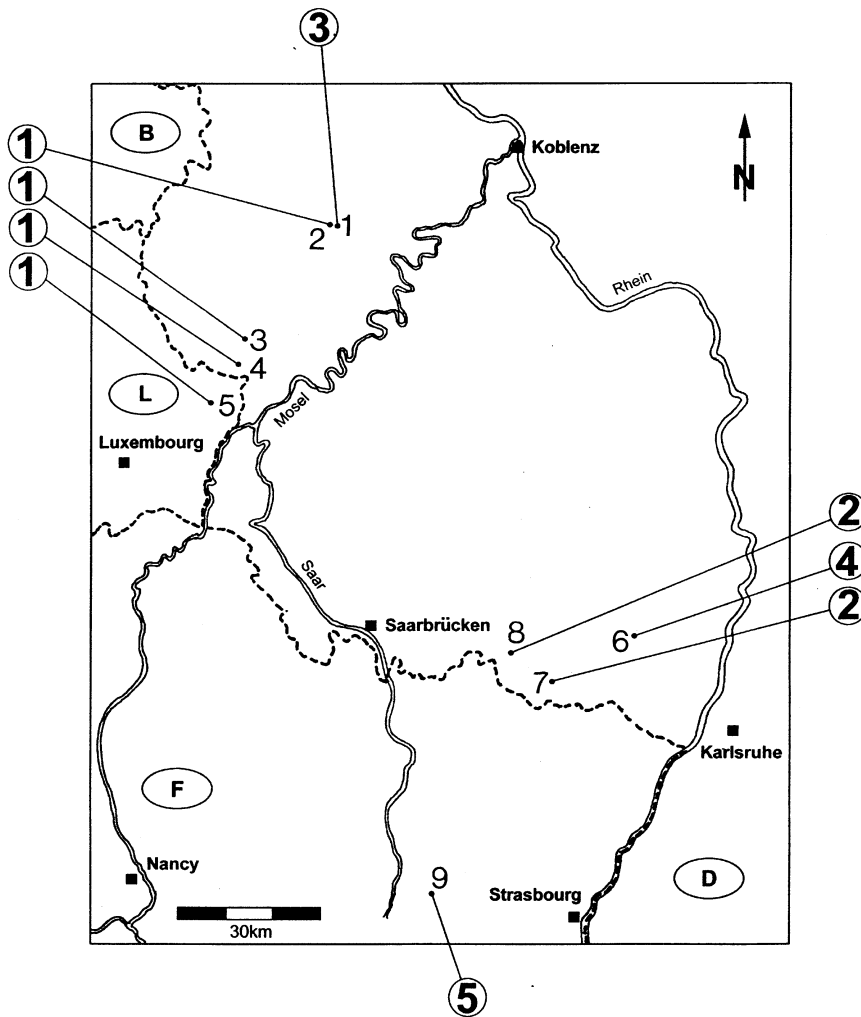 3
B
1
Koblenz
N
1
1
1
2 1
Rhein
3
4
5
L
Mosel
Luxembourg
2
Saar
4
Saarbrücken
8
6
2
7
Karlsruhe
F
Nancy
9
Strasbourg
D
30km
5